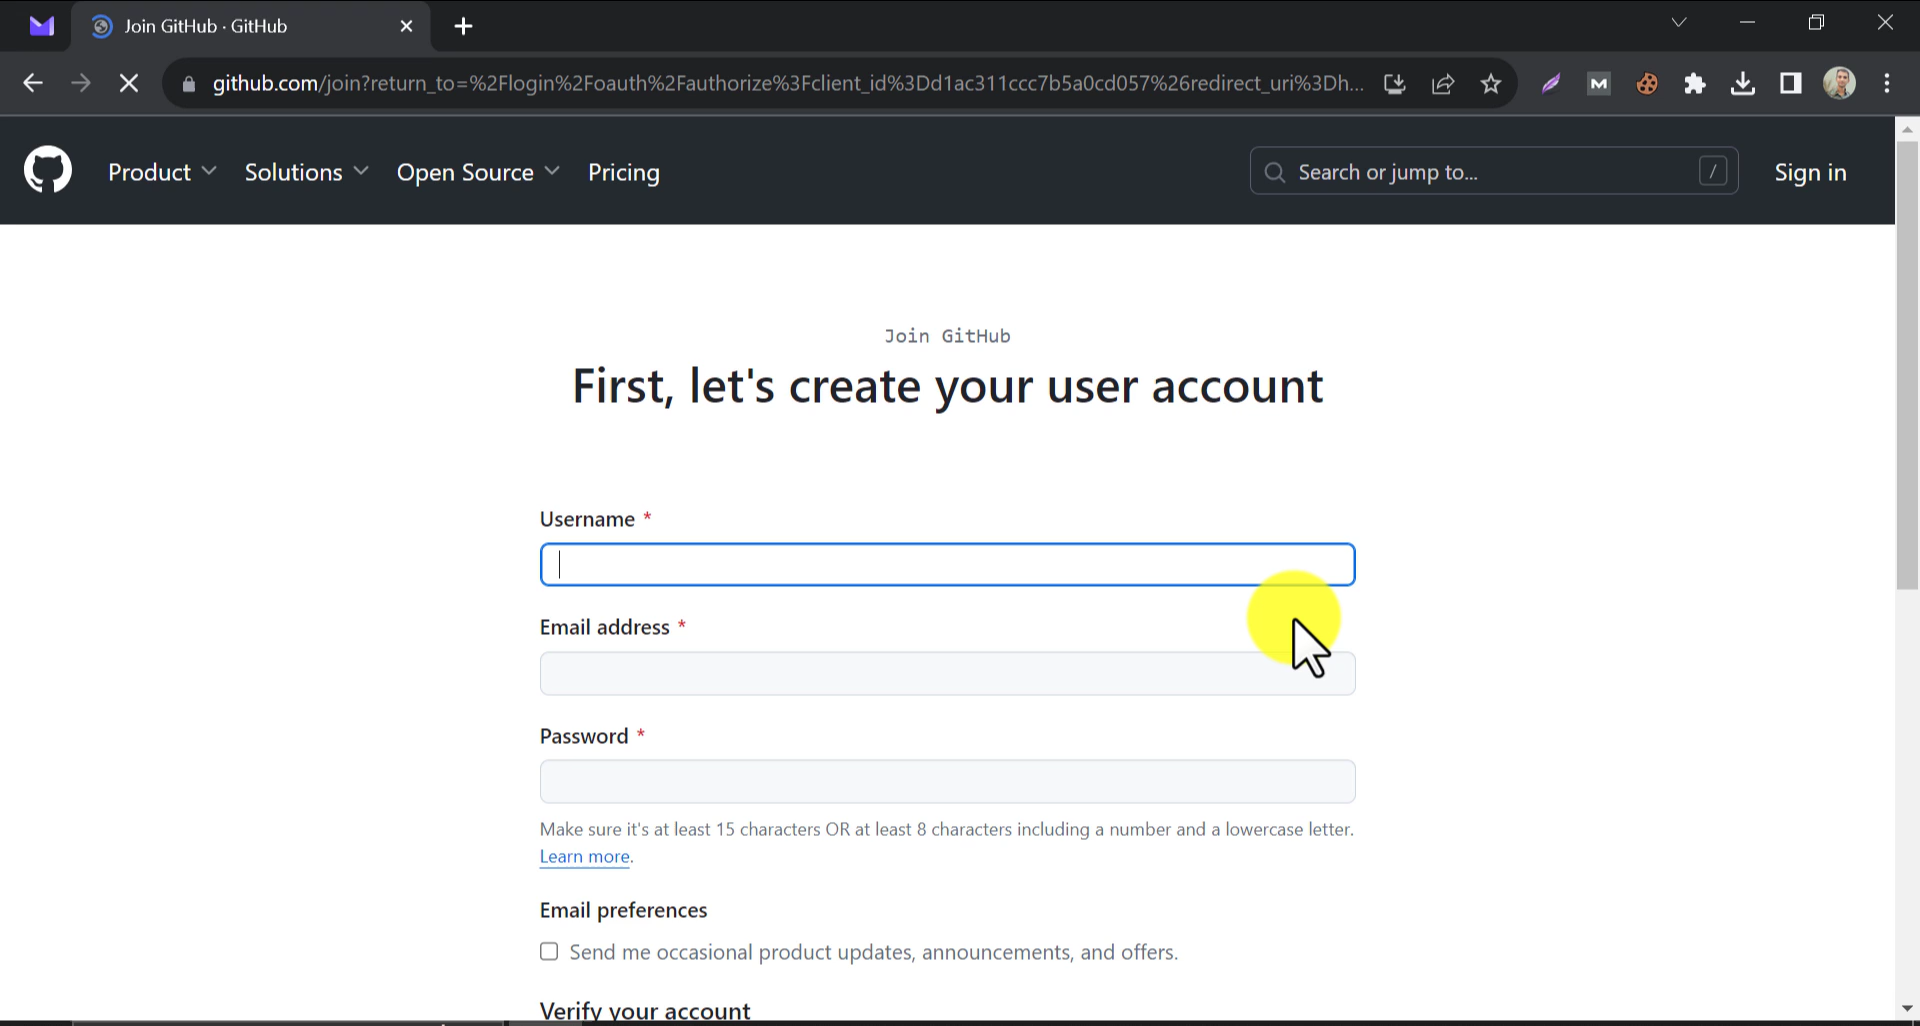 Join GitHub · GitHub
github.com/join?return_to=%2Flogin%2Foauth%2Fauthorize%3Fclient_id%3Dd1ac311ccc7b5a0cd057%26redirect_uri%3Dh...
M
Product Solutions Open Source Pricing Search or jump to... / Sign in
Join GitHub
First, let's create your user account
Username *
Email address *
Password *
Make sure it's at least 15 characters OR at least 8 characters including a number and a lowercase letter.
Learn more.
Email preferences
Send me occasional product updates, announcements, and offers.
Verify your account